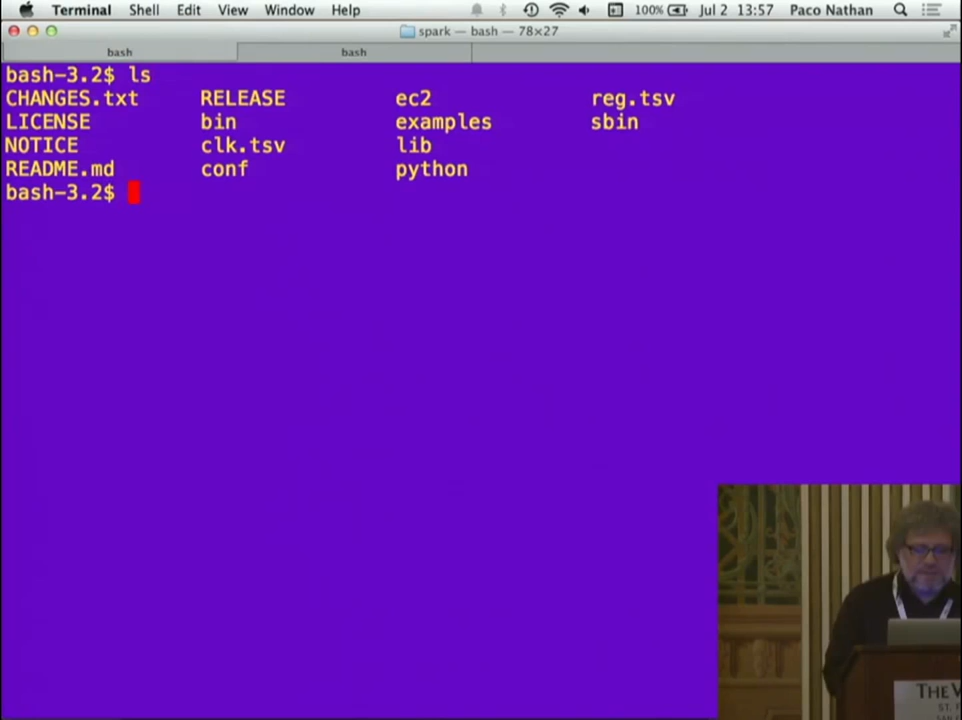 Terminal Shell Edit View Window Help 100% Jul 2 13:57 Paco Nathan
spark — bash — 78×27
bash bash
bash-3.2$ ls
CHANGES.txt RELEASE ec2 reg.tsv
LICENSE bin examples sbin
NOTICE clk.tsv lib
README.md conf python
bash-3.2$
THE
ST. F